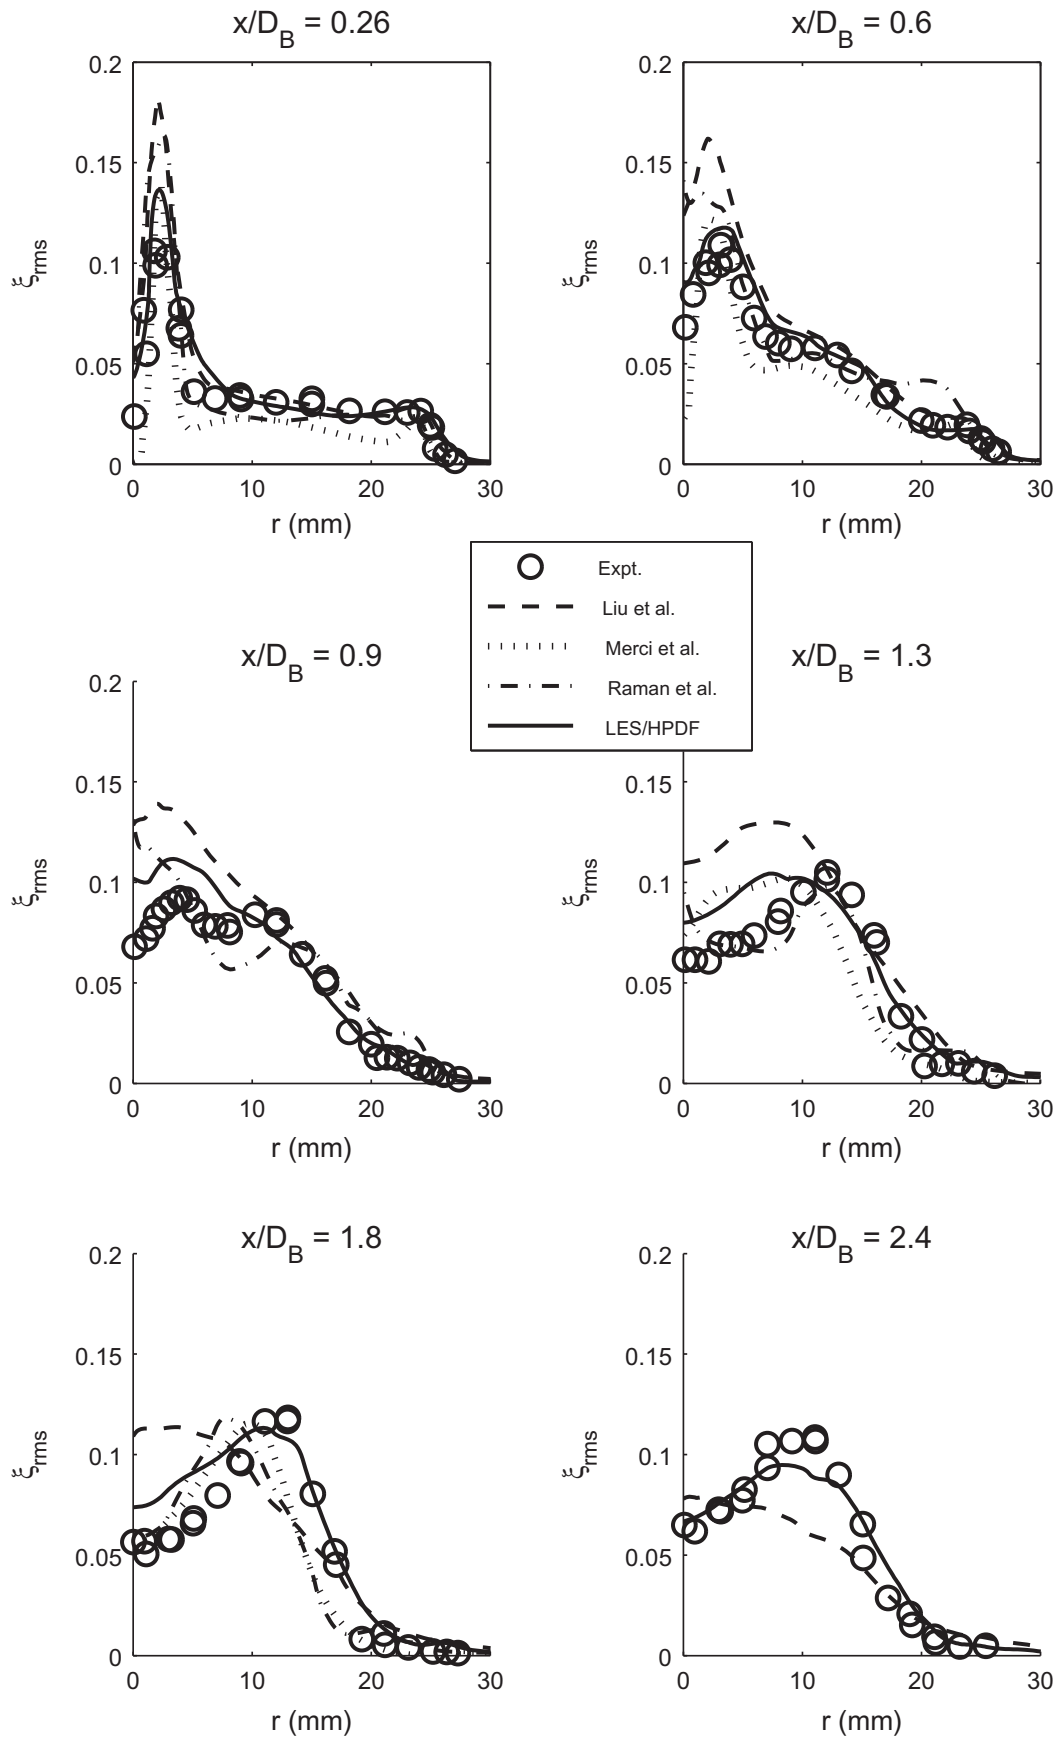 x/D_B = 0.26
x/D_B = 0.6
0.2
0.15
0.1
0.05
0
ξ_rms
0 10 20 30
r (mm)
0.2
0.15
0.1
0.05
0
ξ_rms
0 10 20 30
r (mm)
Expt.
Liu et al.
Merci et al.
Raman et al.
LES/HPDF
x/D_B = 0.9
x/D_B = 1.3
0.2
0.15
0.1
0.05
0
ξ_rms
0 10 20 30
r (mm)
0.15
0.1
0.05
0
ξ_rms
0 10 20 30
r (mm)
x/D_B = 1.8
x/D_B = 2.4
0.2
0.15
0.1
0.05
0
ξ_rms
0 10 20 30
r (mm)
0.2
0.15
0.1
0.05
0
ξ_rms
0 10 20 30
r (mm)